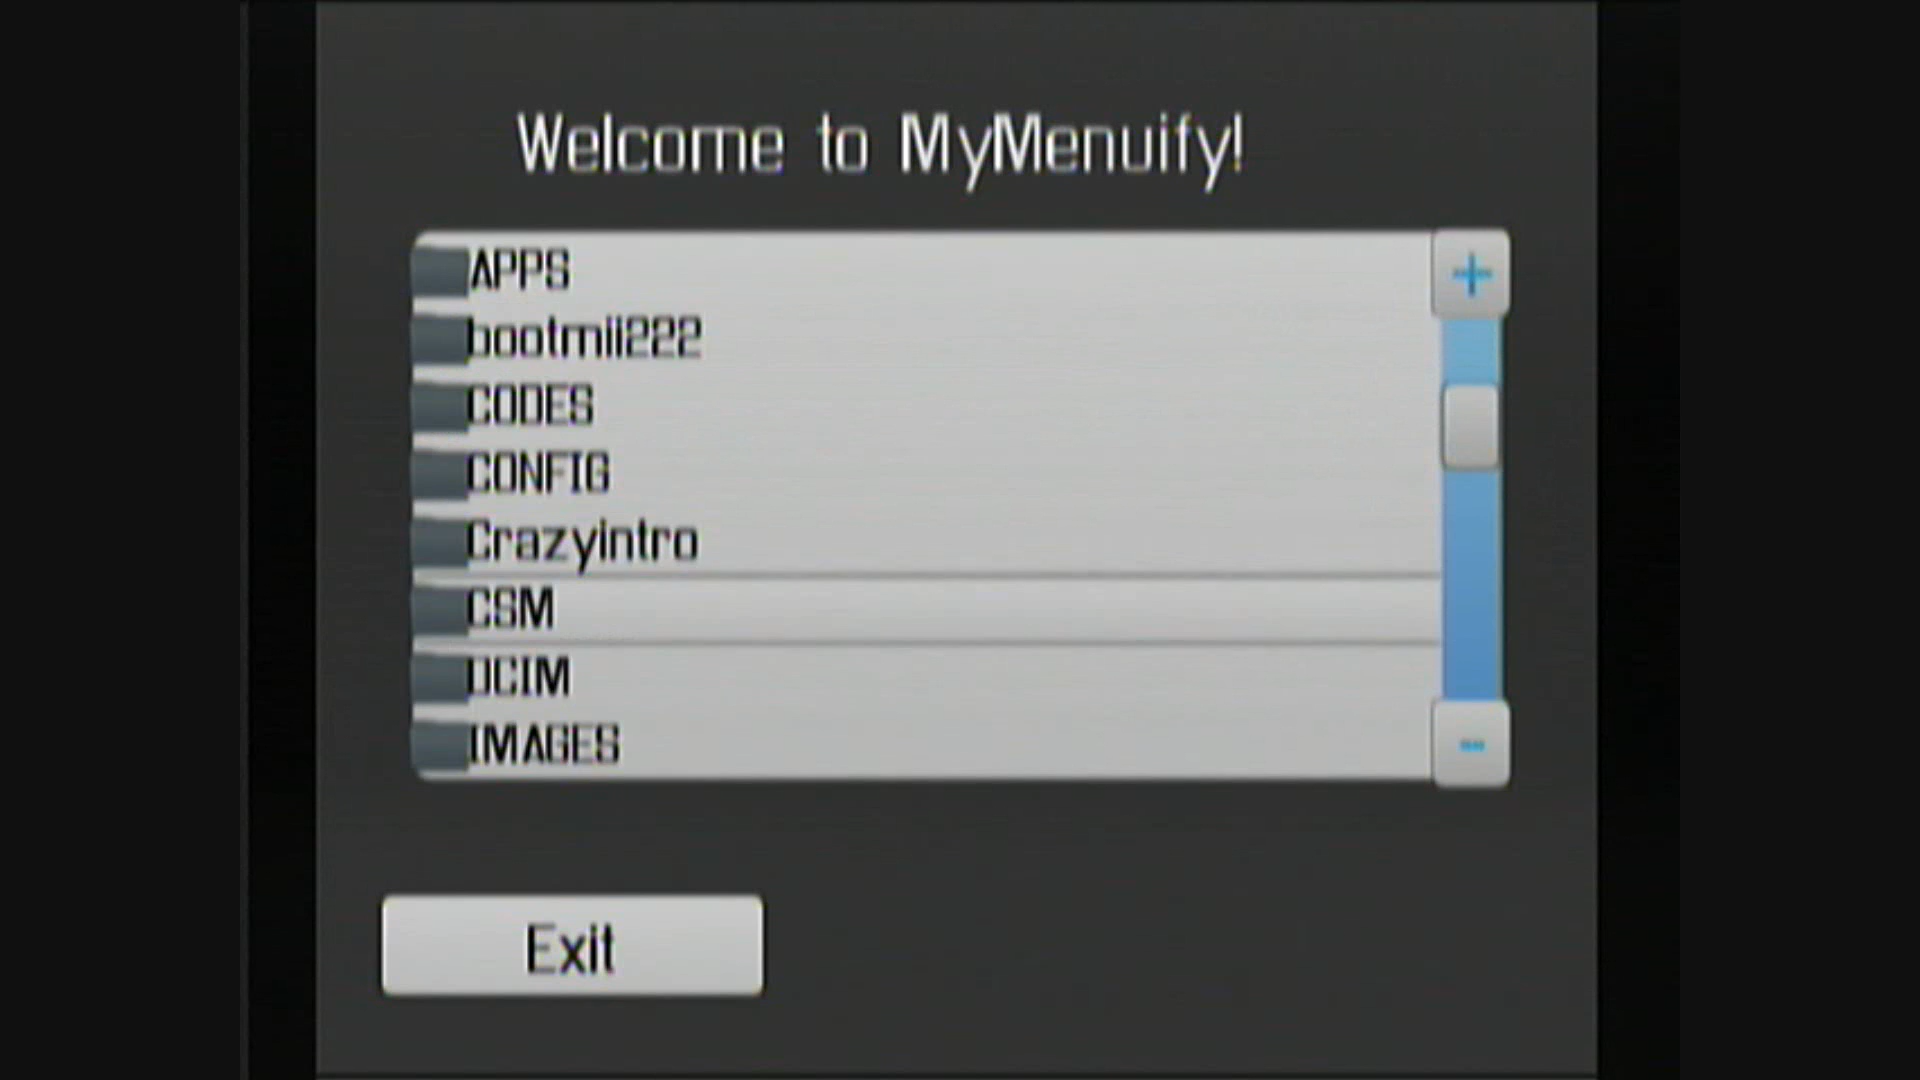 Welcome to MyMenuify!
APPS
bootmii222
CODES
CONFIG
Crazyintro
CSM
DCIM
IMAGES
+
-
Exit